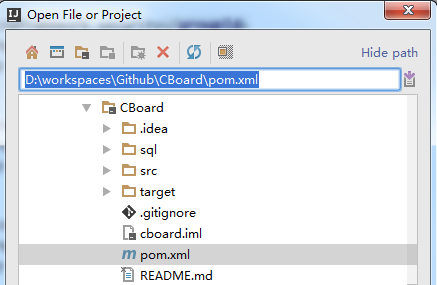 Open File or Project
Hide path
D:\workspaces\Github\CBoard\pom.xml
CBoard
.idea
sql
src
target
.gitignore
cboard.iml
pom.xml
README.md